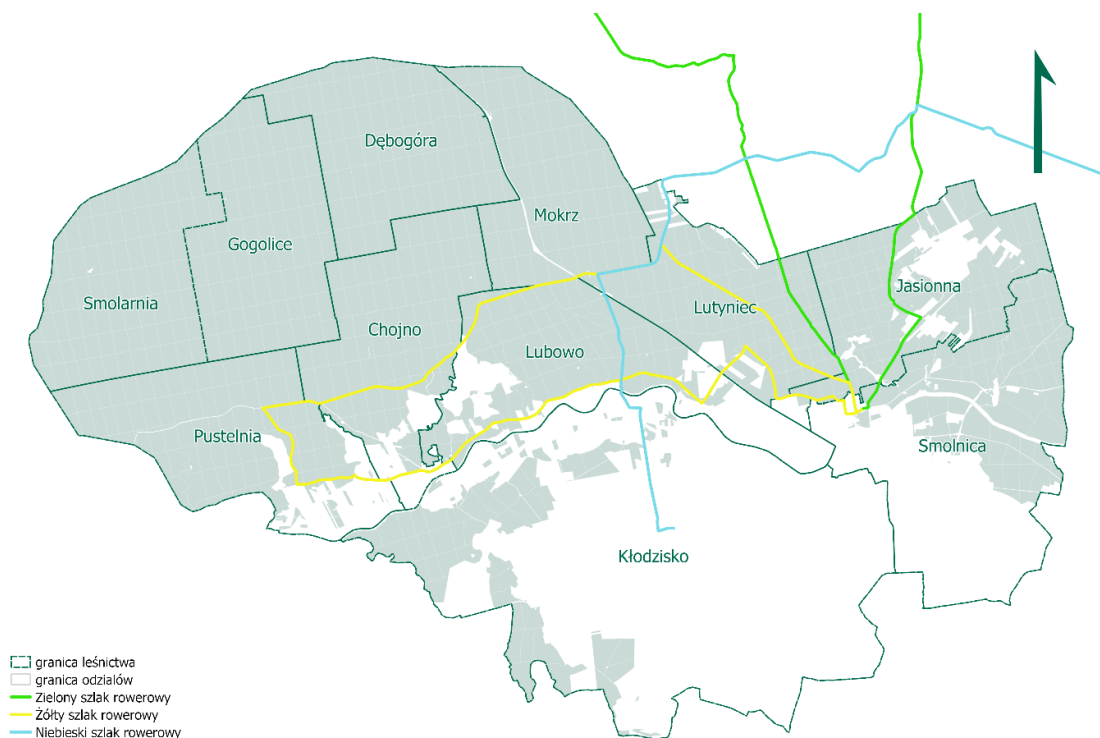 Dębogóra
Mokrz
Gogolice
Smolarnia
Jasionna
Lutyniec
Chojno
Lubowo
Pustelnia
Smolnica
Kłodzisko
granica leśnictwa
granica odzialów
Zielony szlak rowerowy
Żółty szlak rowerowy
Niebieski szlak rowerowy